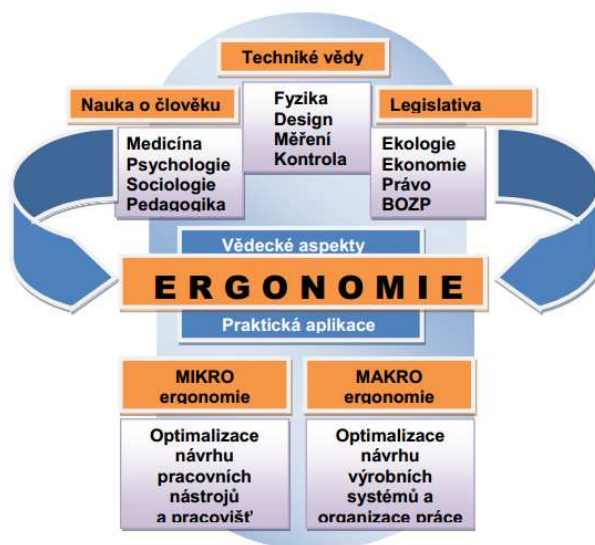 Techniké vědy
Fyzika
Design
Měření
Kontrola
Nauka o člověku
Medicína
Psychologie
Sociologie
Pedagogika
Legislativa
Ekologie
Ekonomie
Právo
BOZP
Vědecké aspekty
ERGONOMIE
Praktická aplikace
MIKRO
ergonomie
Optimalizace
návrhu
pracovních
nástrojů
a pracovišť
MAKRO
ergonomie
Optimalizace
návrhu
výrobních
systémů a
organizace práce